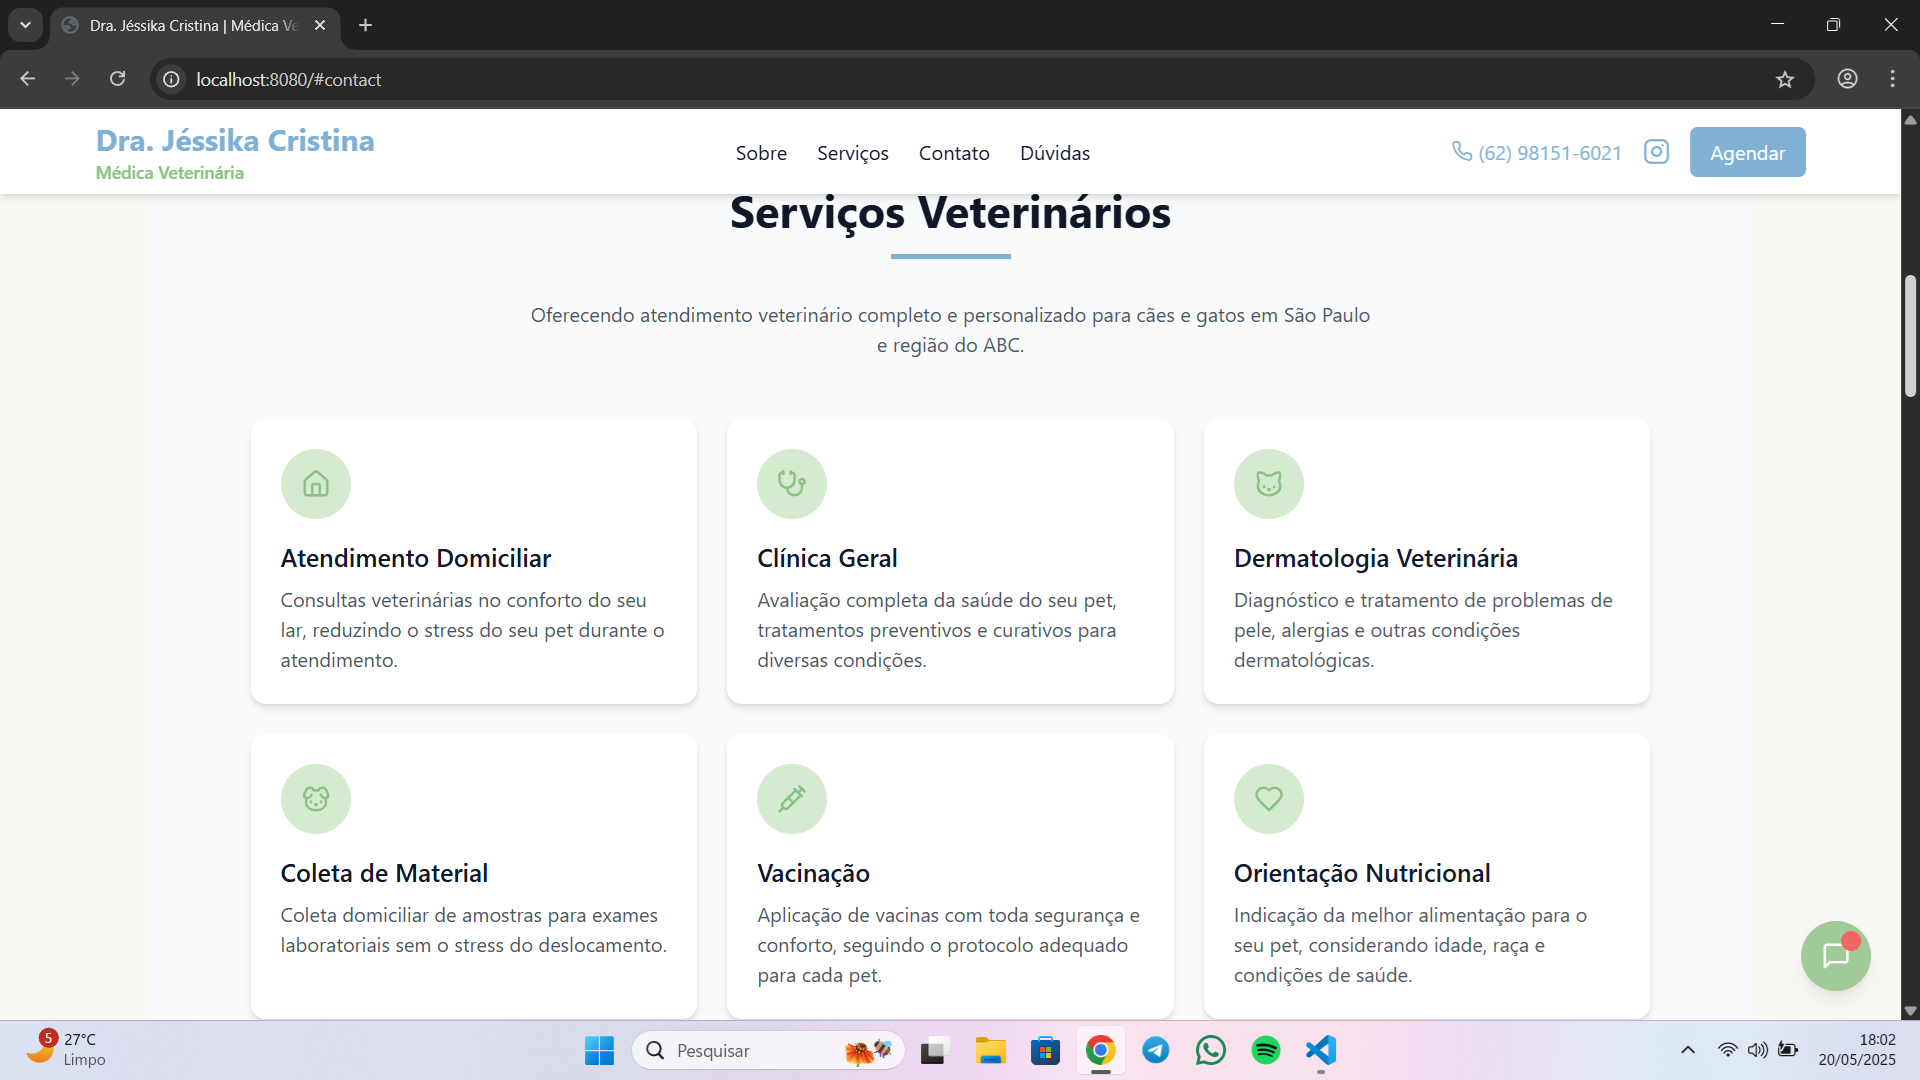 Dra. Jéssika Cristina | Médica Ve
localhost:8080/#contact
Dra. Jéssika Cristina
Médica Veterinária
Sobre
Serviços
Contato
Dúvidas
(62) 98151-6021
Agendar
Serviços Veterinários
Oferecendo atendimento veterinário completo e personalizado para cães e gatos em São Paulo
e região do ABC.
Atendimento Domiciliar
Consultas veterinárias no conforto do seu
lar, reduzindo o stress do seu pet durante o
atendimento.
Clínica Geral
Avaliação completa da saúde do seu pet,
tratamentos preventivos e curativos para
diversas condições.
Dermatologia Veterinária
Diagnóstico e tratamento de problemas de
pele, alergias e outras condições
dermatológicas.
Coleta de Material
Coleta domiciliar de amostras para exames
laboratoriais sem o stress do deslocamento.
Vacinação
Aplicação de vacinas com toda segurança e
conforto, seguindo o protocolo adequado
para cada pet.
Orientação Nutricional
Indicação da melhor alimentação para o
seu pet, considerando idade, raça e
condições de saúde.
5
27°C
Limpo
Pesquisar
18:02
20/05/2025